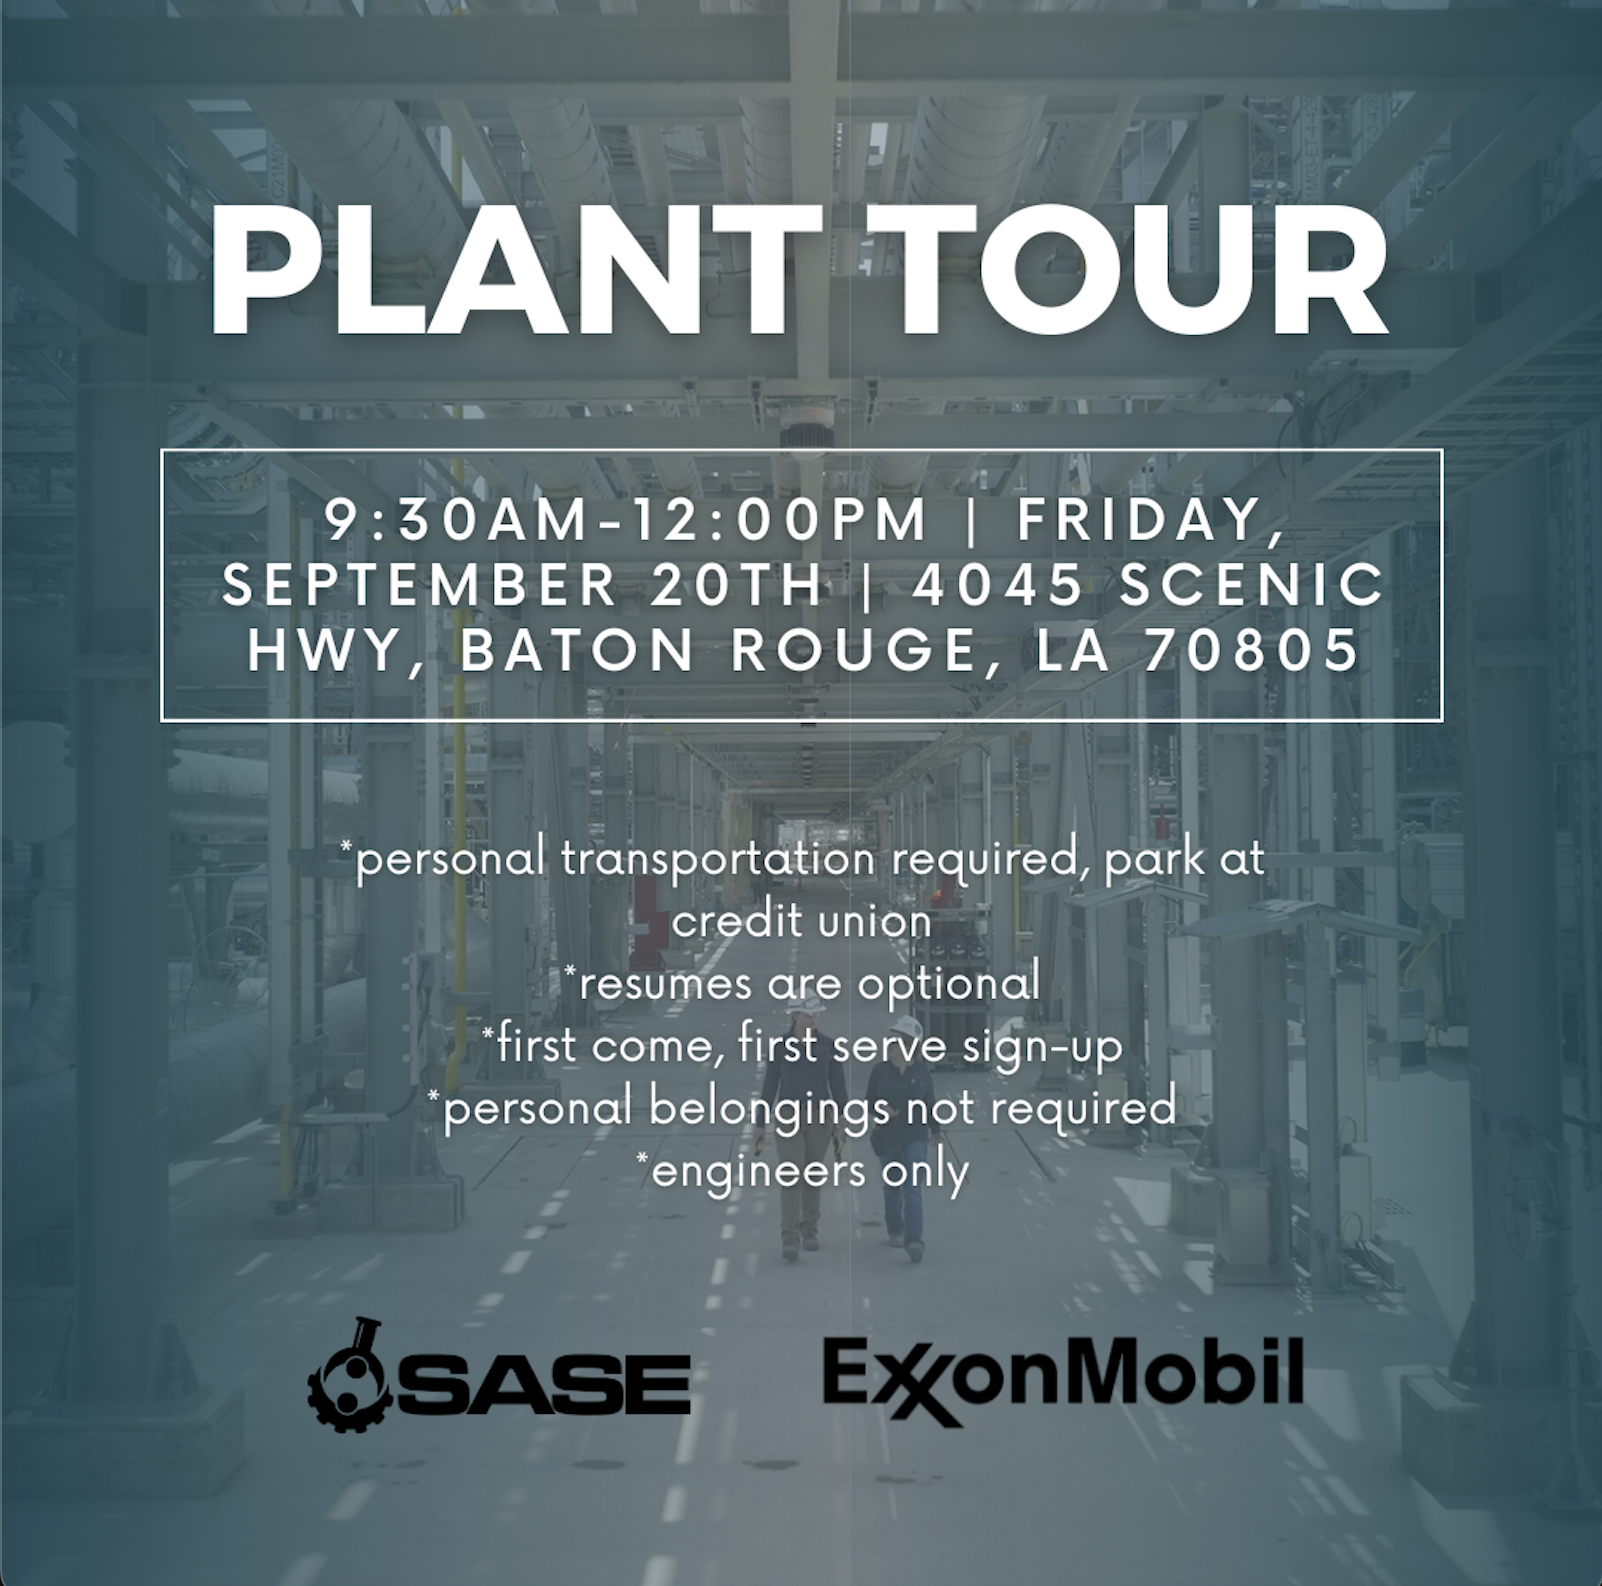 PLANT TOUR
9:30AM-12:00PM | FRIDAY,
SEPTEMBER 20TH | 4045 SCENIC
HWY, BATON ROUGE, LA 70805
*personal transportation required, park at
credit union
*resumes are optional
*first come, first serve sign-up
*personal belongings not required
*engineers only
SASE
ExxonMobil